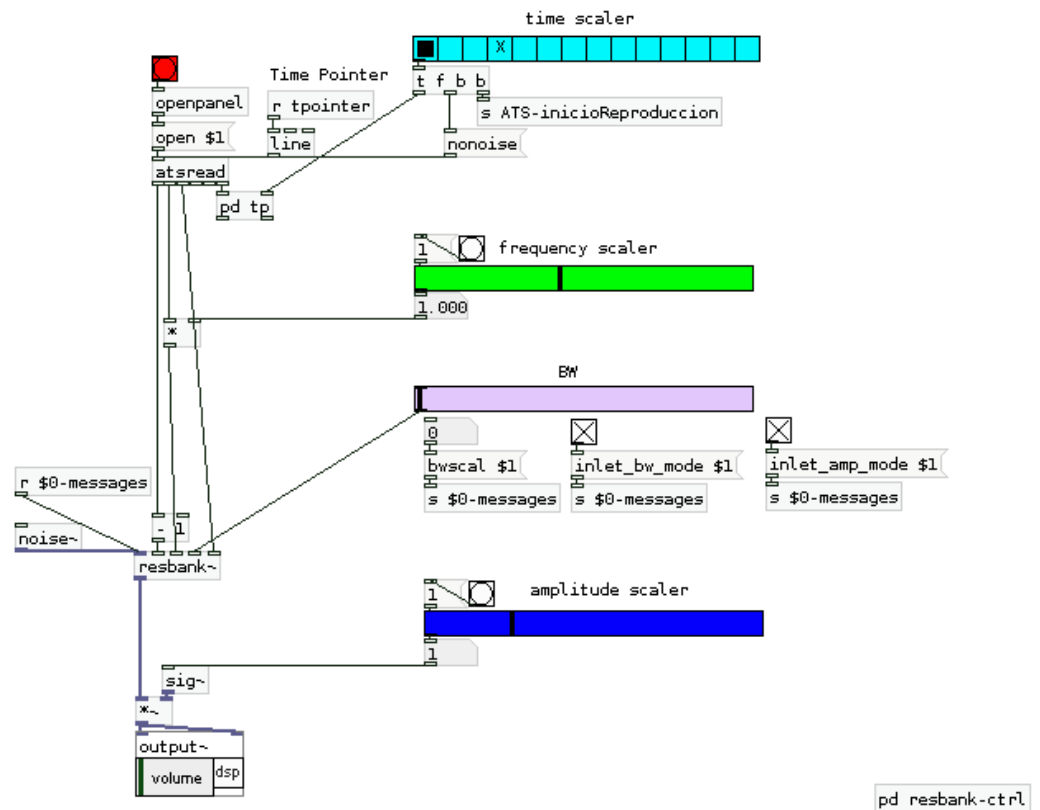 time scaler
X
Time Pointer
t f b b
openpanel
r tpointer
s ATS-inicioReproduccion
open $1
line
nonoise
atsread
pd tp
1
frequency scaler
1.000
*
BW
0
bwscal $1
inlet_bw_mode $1
inlet_amp_mode $1
r $0-messages
s $0-messages
s $0-messages
s $0-messages
- 1
noise~
resbank~
1
amplitude scaler
1
sig~
*~
output~
volume
dsp
pd resbank-ctrl